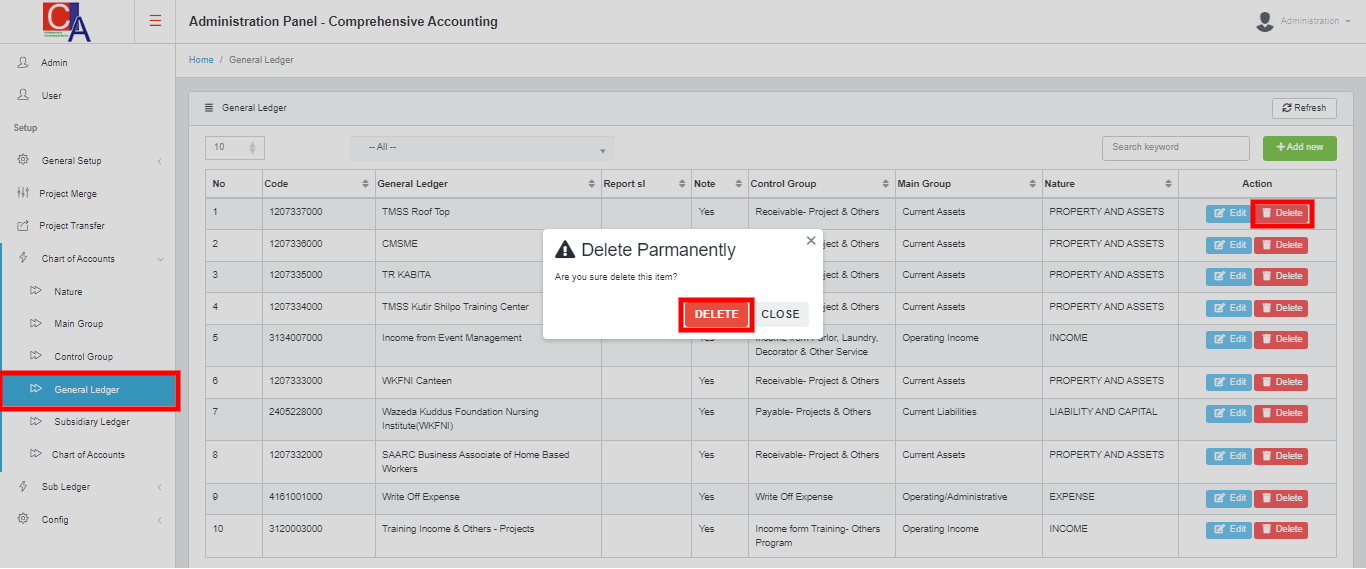 CIA
Administration Panel - Comprehensive Accounting
Administration
Admin
User
Setup
General Setup
Project Merge
Project Transfer
Chart of Accounts
Nature
Main Group
Control Group
General Ledger
Subsidiary Ledger
Chart of Accounts
Sub Ledger
Config
Home / General Ledger
General Ledger
Refresh
10
-- All --
Search keyword
Add new
No Code General Ledger Report sl Note Control Group Main Group Nature Action
1 1207337000 TMSS Roof Top Yes Receivable- Project & Others Current Assets PROPERTY AND ASSETS Edit Delete
2 1207336000 CMSME ject & Others Current Assets PROPERTY AND ASSETS Edit Delete
3 1207335000 TR KABITA ject & Others Current Assets PROPERTY AND ASSETS Edit Delete
4 1207334000 TMSS Kutir Shilpo Training Center ject & Others Current Assets PROPERTY AND ASSETS Edit Delete
5 3134007000 Income from Event Management Yes Income from Parlor, Laundry,
Decorator & Other Service Operating Income INCOME Edit Delete
6 1207333000 WKFNI Canteen Yes Receivable- Project & Others Current Assets PROPERTY AND ASSETS Edit Delete
7 2405228000 Wazeda Kuddus Foundation Nursing
Institute(WKFNI) Yes Payable- Projects & Others Current Liabilities LIABILITY AND CAPITAL Edit Delete
8 1207332000 SAARC Business Associate of Home Based
Workers Yes Receivable- Project & Others Current Assets PROPERTY AND ASSETS Edit Delete
9 4161001000 Write Off Expense Yes Write Off Expense Operating/Administrative EXPENSE Edit Delete
10 3120003000 Training Income & Others - Projects Yes Income form Training- Others
Program Operating Income INCOME Edit Delete
Delete Parmanently
Are you sure delete this item?
DELETE
CLOSE